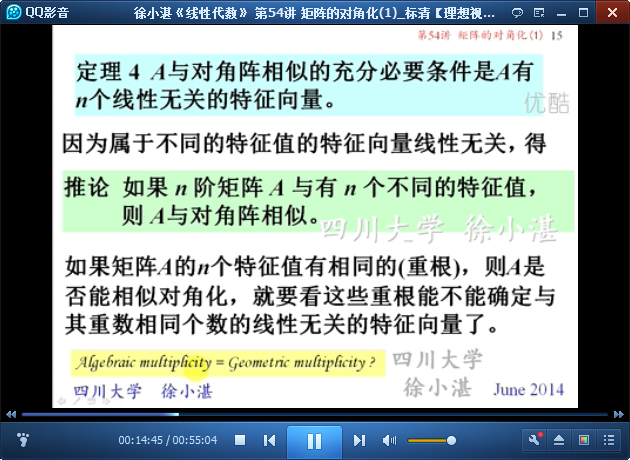 QQ影音
徐小湛《线性代数》 第54讲 矩阵的对角化(1)_标清【理想视...
第54讲 矩阵的对角化(1) 15
定理 4 A与对角阵相似的充分必要条件是A有
n个线性无关的特征向量。
优酷
因为属于不同的特征值的特征向量线性无关，得
推论 如果 n 阶矩阵 A 与有 n 个不同的特征值，
则 A与对角阵相似。
四川大学 徐小湛
如果矩阵A的n个特征值有相同的(重根)，则A是
否能相似对角化，就要看这些重根能不能确定与
其重数相同个数的线性无关的特征向量了。
Algebraic multiplicity = Geometric multiplicity ?
四川大学
徐小湛
四川大学 徐小湛
June 2014
00:14:45 / 00:55:04